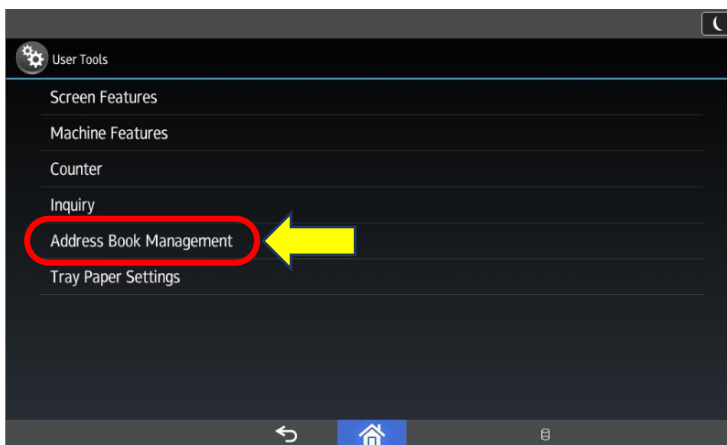 User Tools
Screen Features
Machine Features
Counter
Inquiry
Address Book Management
Tray Paper Settings